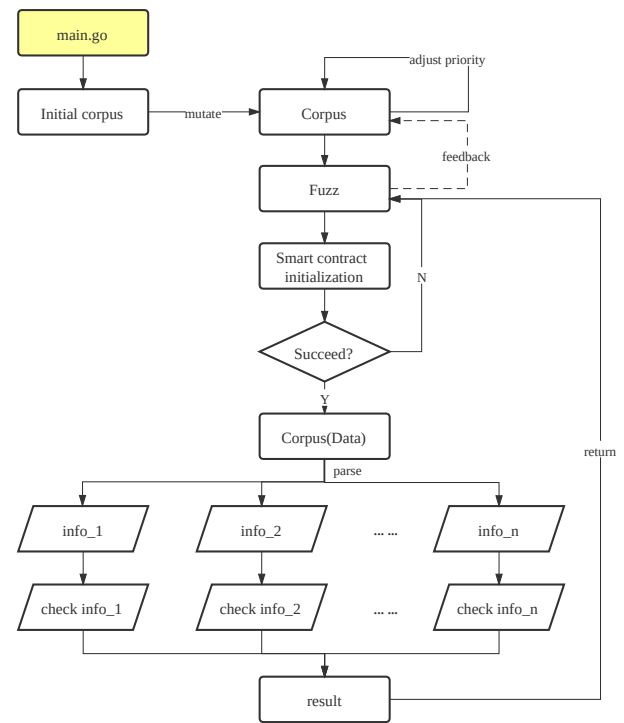 main.go
adjust priority
Initial corpus
mutate
Corpus
feedback
Fuzz
Smart contract
initialization
N
Succeed?
Y
Corpus(Data)
return
parse
info_1
info_2
... ...
info_n
check info_1
check info_2
... ...
check info_n
result